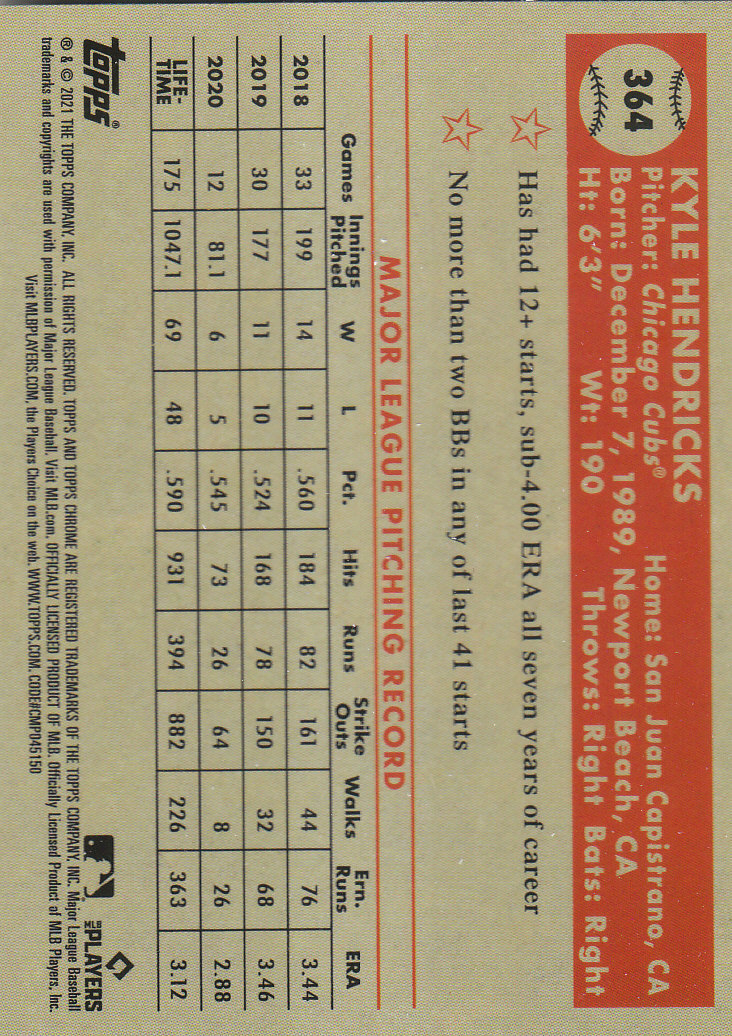 364
KYLE HENDRICKS
Pitcher: Chicago Cubs® Home: San Juan Capistrano, CA
Born: December 7, 1989, Newport Beach, CA
Ht: 6'3" Wt: 190 Throws: Right Bats: Right
Has had 12+ starts, sub-4.00 ERA all seven years of career
No more than two BBs in any of last 41 starts
MAJOR LEAGUE PITCHING RECORD
Games Innings Pitched W L Pct. Hits Runs Strike Outs Walks Ern. Runs ERA
2018 33 199 14 11 .560 184 82 161 44 76 3.44
2019 30 177 11 10 .524 168 78 150 32 68 3.46
2020 12 81.1 6 5 .545 73 26 64 8 26 2.88
LIFE-TIME 175 1047.1 69 48 .590 931 394 882 226 363 3.12
TOPPS®
MLB PLAYERS
® & © 2021 THE TOPPS COMPANY, INC. ALL RIGHTS RESERVED. TOPPS AND TOPPS CHROME ARE REGISTERED TRADEMARKS OF THE TOPPS COMPANY, INC. Major League Baseball
trademarks and copyrights are used with permission of Major League Baseball. Visit MLB.com. OFFICIALLY LICENSED PRODUCT OF MLB. Officially Licensed Product of MLB Players, Inc.
Visit MLBPLAYERS.COM, the Players Choice on the web. WWW.TOPPS.COM. CODE#CMP045150